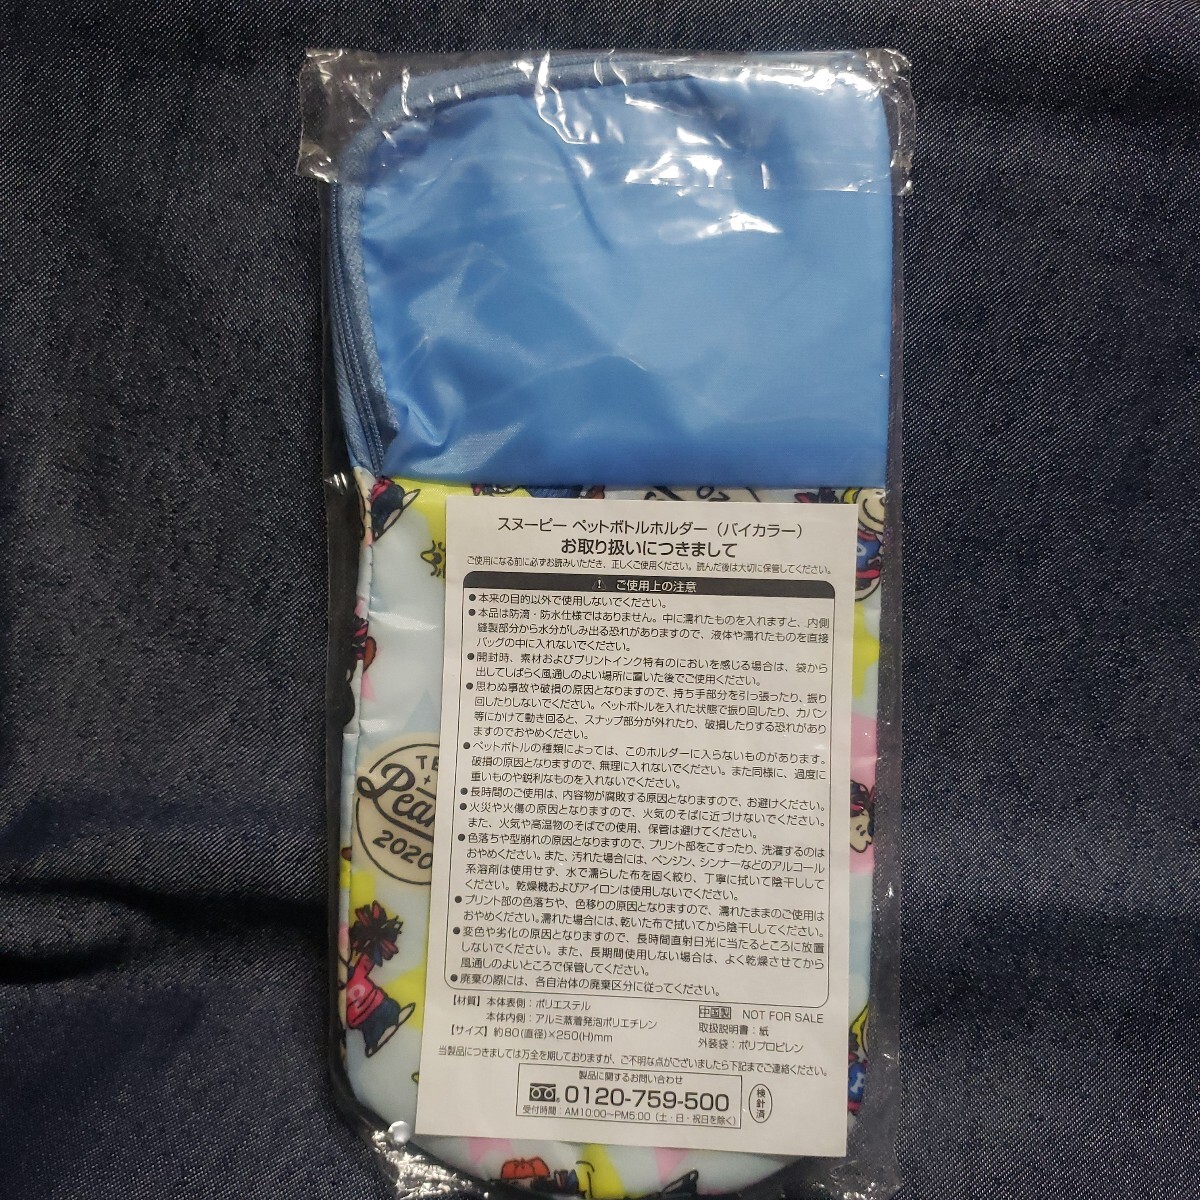 スヌーピー ペットボトルホルダー（バイカラー）
お取り扱いにつきまして
ご使用になる前に必ずお読みいただき、正しくご使用ください。読んだ後は大切に保管してください。
ご使用上の注意
●本来の目的以外で使用しないでください。
●本品は防滴・防水仕様ではありません。中に濡れたものを入れますと、内側
縫製部分から水分がしみ出る恐れがありますので、液体や濡れたものを直接
バッグの中に入れないでください。
●開封時、素材およびプリントインク特有のにおいを感じる場合は、袋から
出してしばらく風通しのよい場所に置いた後でご使用ください。
●思わぬ事故や破損の原因となりますので、持ち手部分を引っ張ったり、振り
回したりしないでください。ペットボトルを入れた状態で振り回したり、カバン
等にかけて動き回ると、スナップ部分が外れたり、破損したりする恐れがあり
ますのでおやめください。
●ペットボトルの種類によっては、このホルダーに入らないものがあります。
破損の原因となりますので、無理に入れないでください。また同様に、過度に
重いものや鋭利なものを入れないでください。
●長時間のご使用は、内容物が腐敗する原因となりますので、お避けください。
●火災や火傷の原因となりますので、火気のそばに近づけないでください。
また、火気や高温物のそばでの使用、保管は避けてください。
●色落ちや型崩れの原因となりますので、プリント部をこすったり、洗濯するのは
おやめください。また、汚れた場合には、ベンジン、シンナーなどのアルコール
系溶剤は使用せず、水で濡らした布を固く絞り、丁寧に拭いて陰干しして
ください。乾燥機およびアイロンは使用しないでください。
●プリント部の色落ちや、色移りの原因となりますので、濡れたままのご使用は
おやめください。濡れた場合には、乾いた布で拭いてから陰干ししてください。
●変色や劣化の原因となりますので、長時間直射日光に当たるところに放置
しないでください。また、長期間使用しない場合は、よく乾燥させてから
風通しのよいところで保管してください。
●廃棄の際には、各自治体の廃棄区分に従ってください。
【材質】本体表側：ポリエステル
本体内側：アルミ蒸着発泡ポリエチレン
【サイズ】約80(直径)×250(H)mm
中国製 NOT FOR SALE
取扱説明書：紙
外装袋：ポリプロピレン
当製品につきましては万全を期しておりますが、ご不明な点がございましたら下記までご連絡ください。
製品に関するお問い合わせ
0120-759-500
受付時間：AM10:00〜PM5:00（土・日・祝日を除く）
検針済
2020